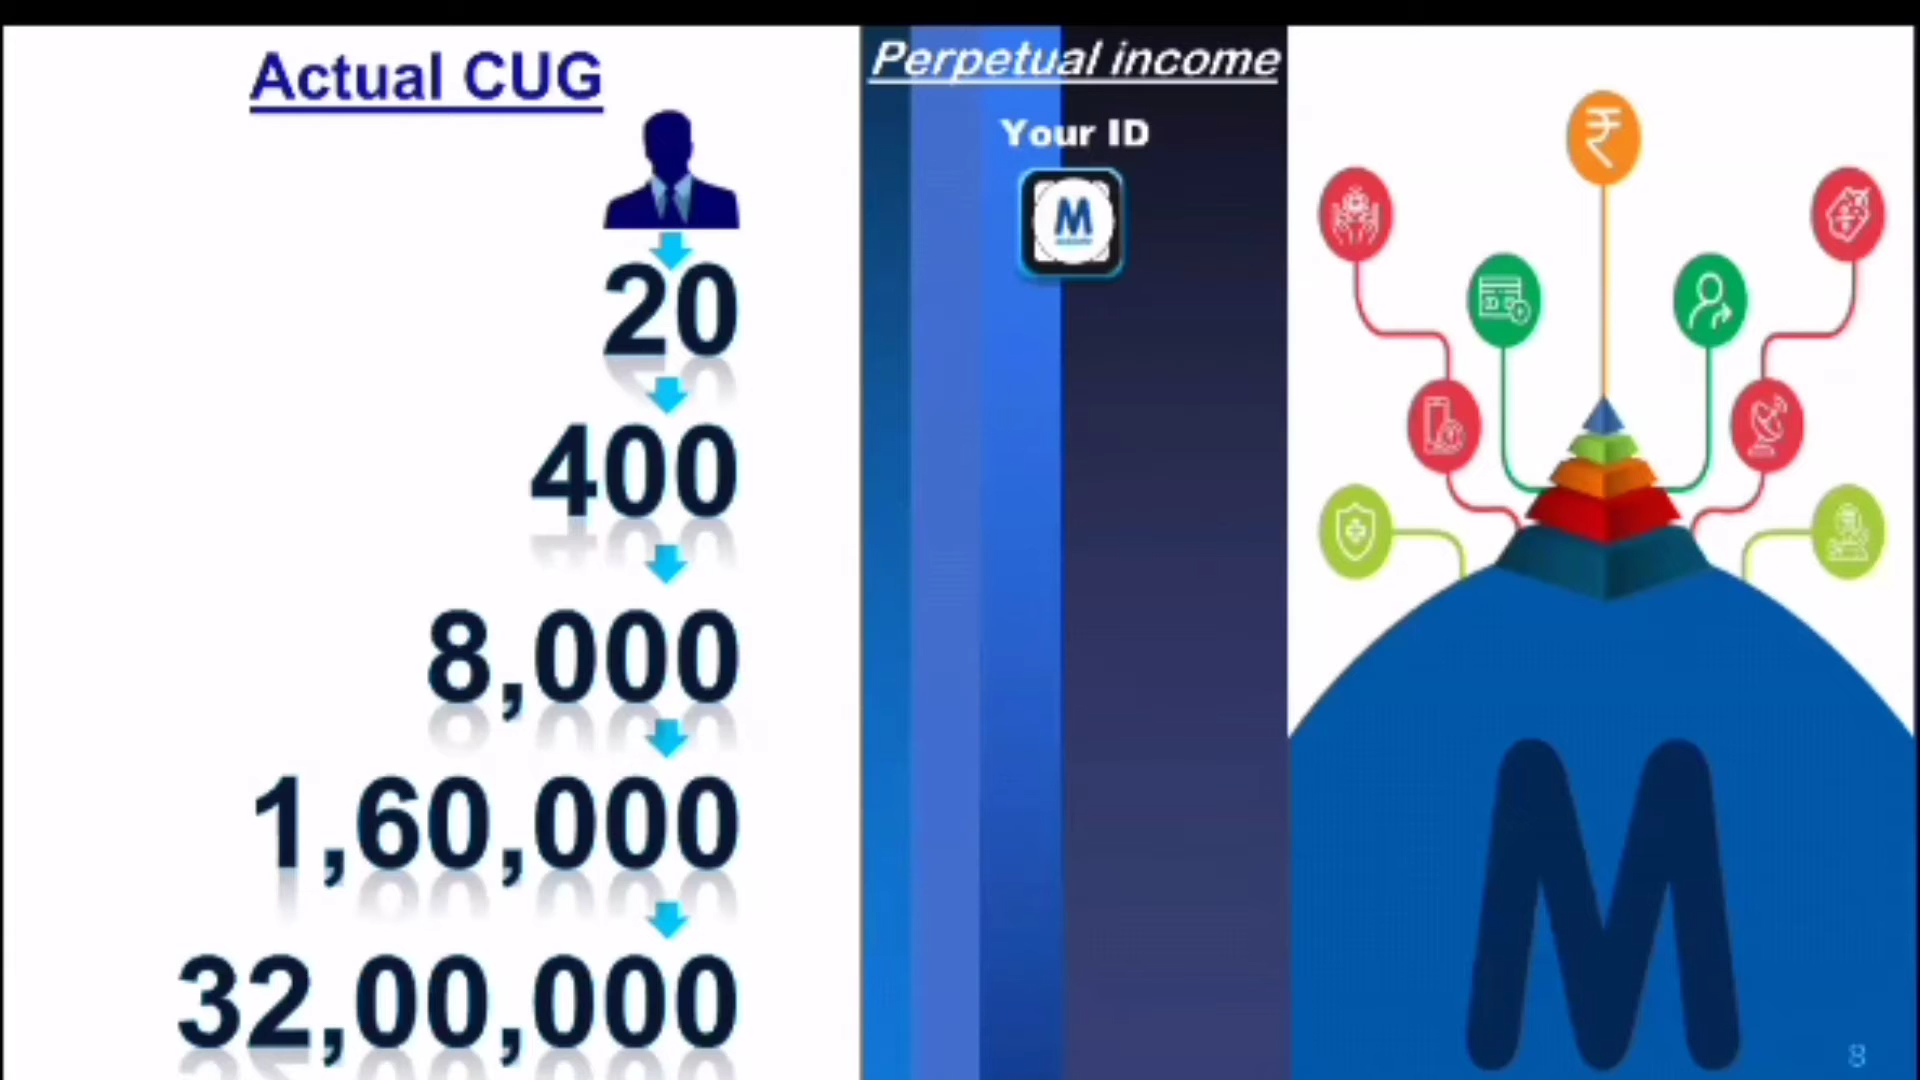 Actual CUG
20
400
8,000
1,60,000
32,00,000
Perpetual income
Your ID
M
₹
M
8